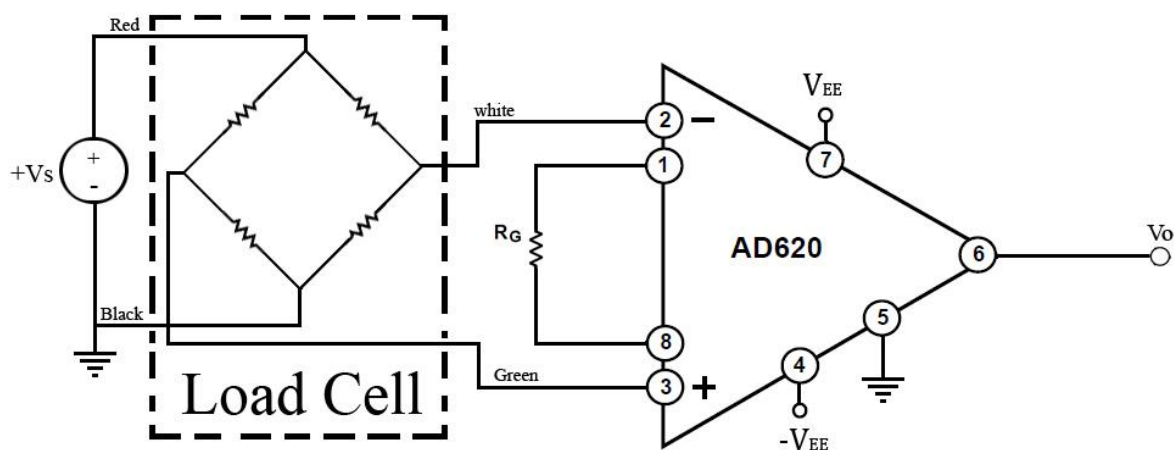 Red
+Vs
+
-
Black
white
Green
Load Cell
RG
2
−
1
8
3
+
AD620
VEE
7
6
5
4
-VEE
Vo